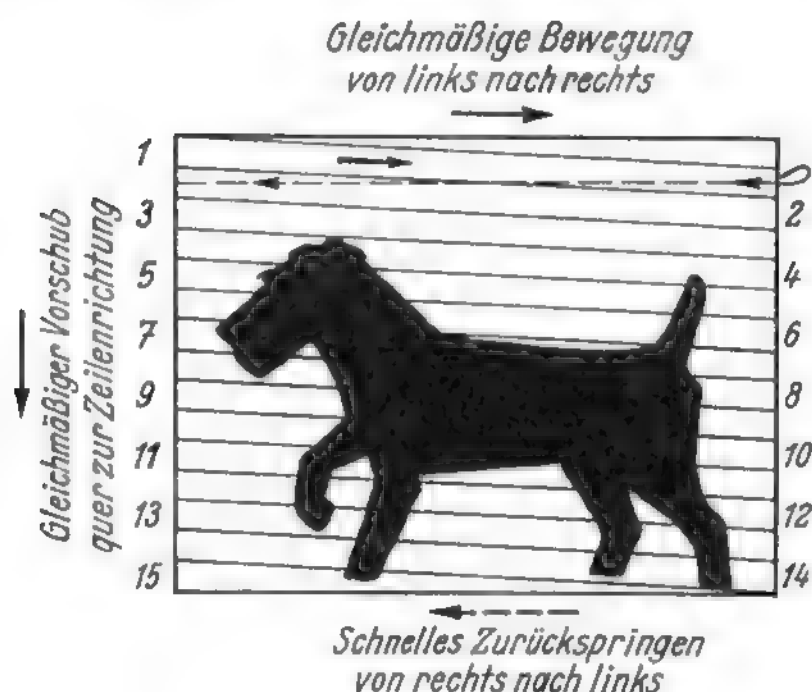 Gleichmäßige Bewegung
von links nach rechts
1
3
5
7
9
11
13
15
Gleichmäßiger Vorschub
quer zur Zeilenrichtung
2
4
6
8
10
12
14
Schnelles Zurückspringen
von rechts nach links